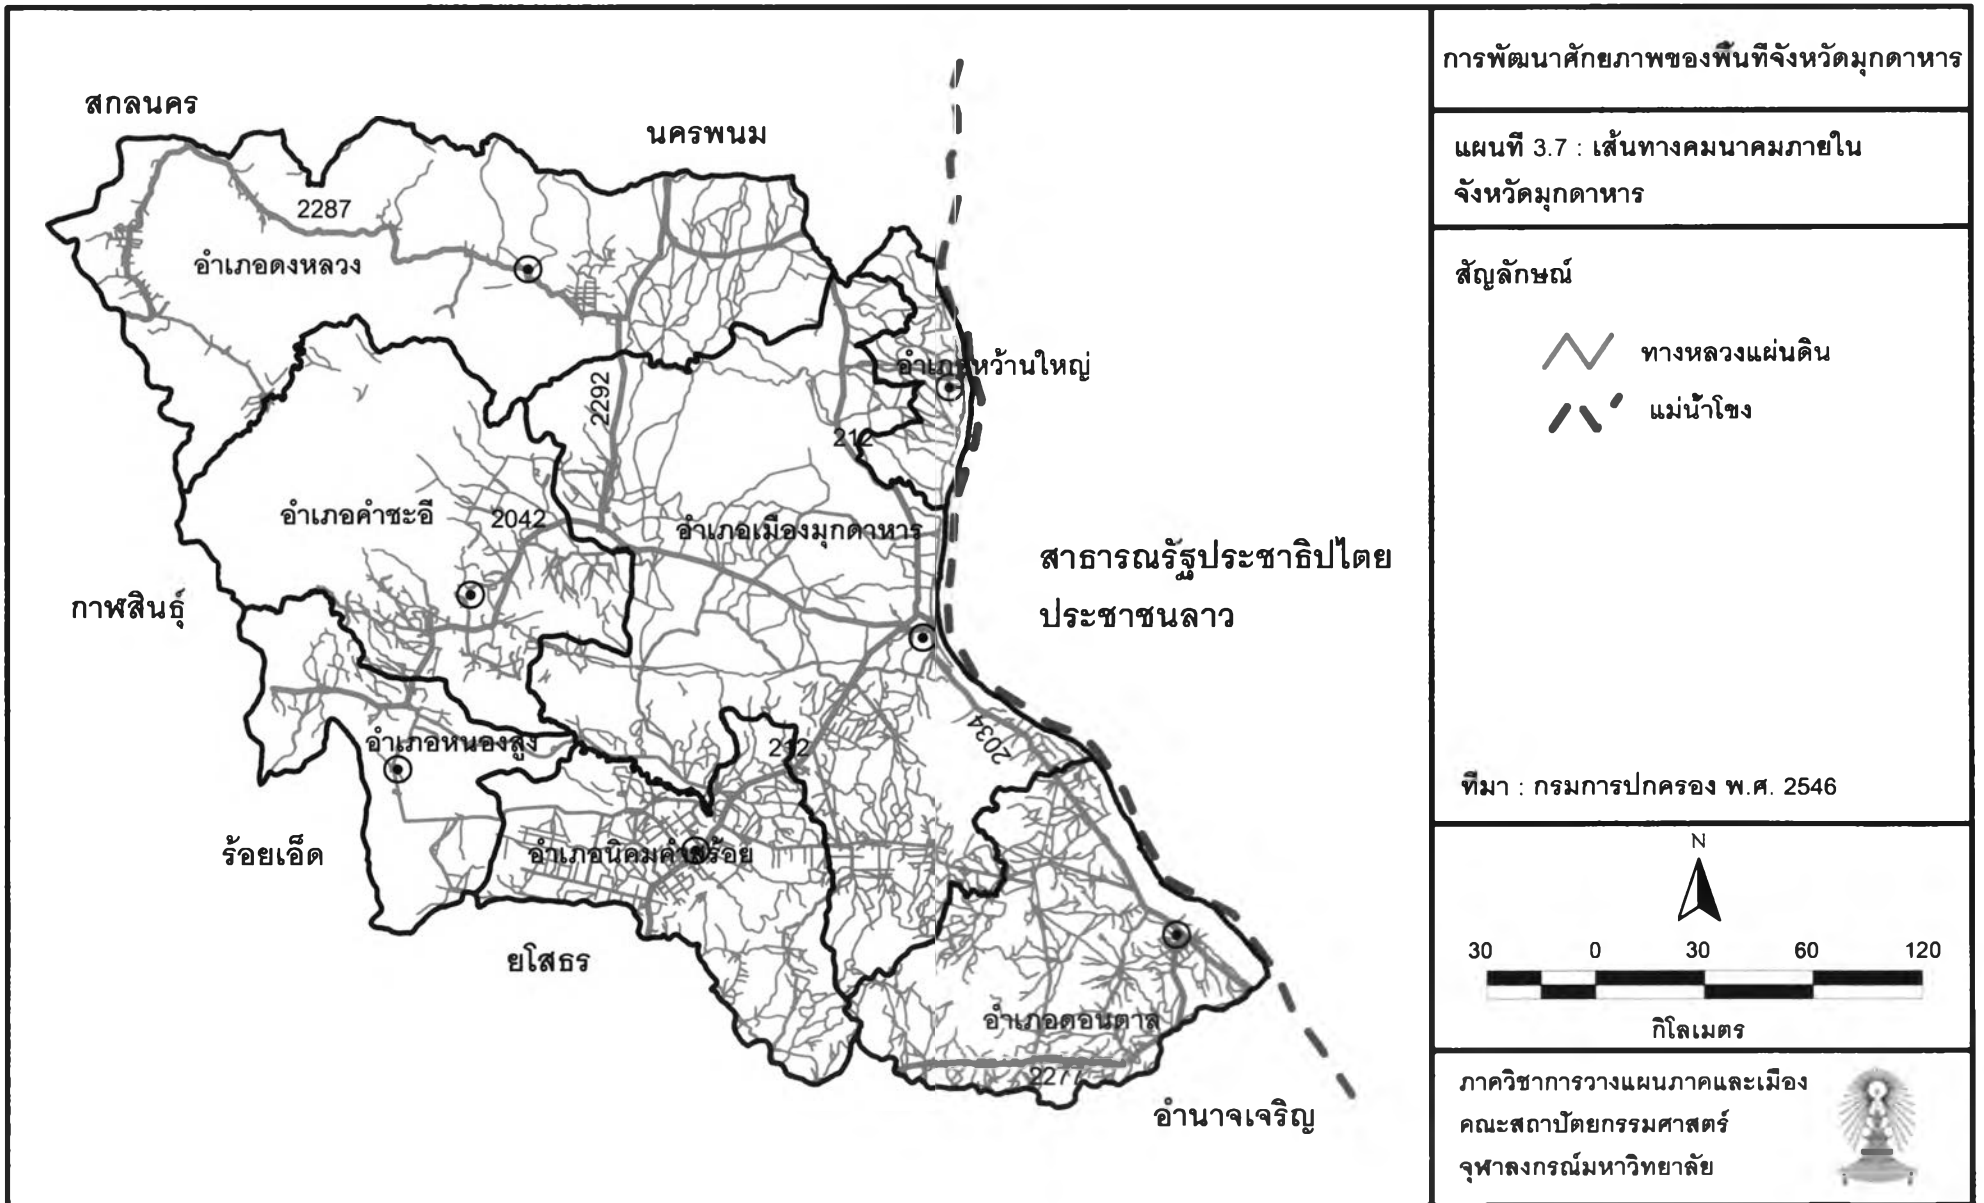 การพัฒนาศักยภาพของพื้นที่จังหวัดมุกดาหาร
แผนที่ 3.7 : เส้นทางคมนาคมภายใน
จังหวัดมุกดาหาร
สัญลักษณ์
ทางหลวงแผ่นดิน
แม่น้ำโขง
ที่มา : กรมการปกครอง พ.ศ. 2546
N
30 0 30 60 120
กิโลเมตร
ภาควิชาการวางแผนภาคและเมือง
คณะสถาปัตยกรรมศาสตร์
จุฬาลงกรณ์มหาวิทยาลัย
สกลนคร
นครพนม
2287
อำเภอดงหลวง
อำเภอหว้านใหญ่
2292
212
อำเภอคำชะอี
2042
อำเภอเมืองมุกดาหาร
สาธารณรัฐประชาธิปไตย
ประชาชนลาว
กาฬสินธุ์
2034
อำเภอหนองสูง
212
ร้อยเอ็ด
อำเภอนิคมคำสร้อย
ยโสธร
อำเภอดอนตาล
2277
อำนาจเจริญ